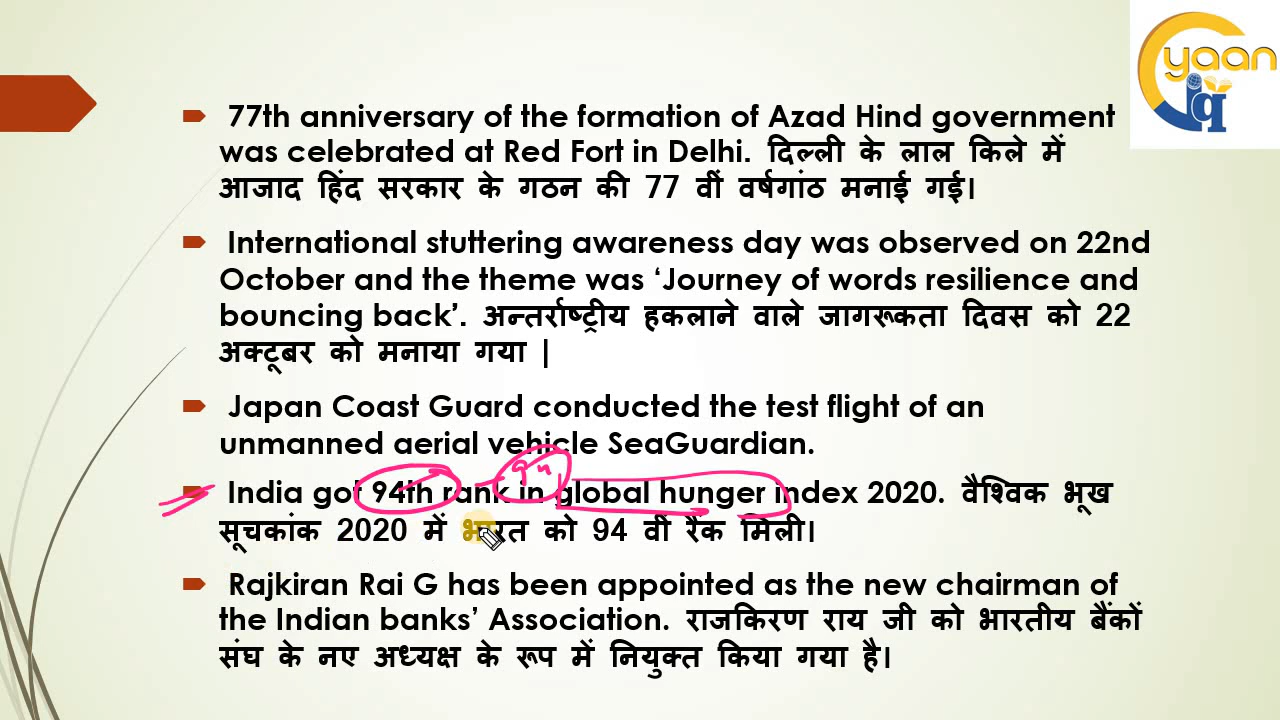 yaan
iq
77th anniversary of the formation of Azad Hind government
was celebrated at Red Fort in Delhi. दिल्ली के लाल किले में
आजाद हिंद सरकार के गठन की 77 वीं वर्षगांठ मनाई गई।
International stuttering awareness day was observed on 22nd
October and the theme was ‘Journey of words resilience and
bouncing back’. अन्तर्राष्ट्रीय हकलाने वाले जागरूकता दिवस को 22
अक्टूबर को मनाया गया |
Japan Coast Guard conducted the test flight of an
unmanned aerial vehicle SeaGuardian.
India got 94th rank in global hunger index 2020. वैश्विक भूख
सूचकांक 2020 में भारत को 94 वीं रैंक मिली।
Rajkiran Rai G has been appointed as the new chairman of
the Indian banks’ Association. राजकिरण राय जी को भारतीय बैंकों
संघ के नए अध्यक्ष के रूप में नियुक्त किया गया है।